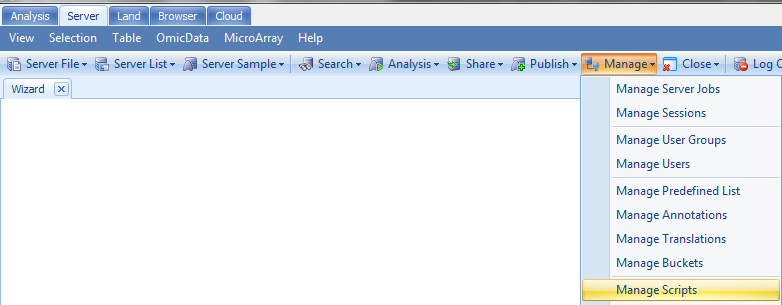 Analysis Server Land Browser Cloud
View Selection Table OmicData MicroArray Help
Server File Server List Server Sample Search Analysis Share Publish Manage Close Log
Wizard
Manage Server Jobs
Manage Sessions
Manage User Groups
Manage Users
Manage Predefined List
Manage Annotations
Manage Translations
Manage Buckets
Manage Scripts